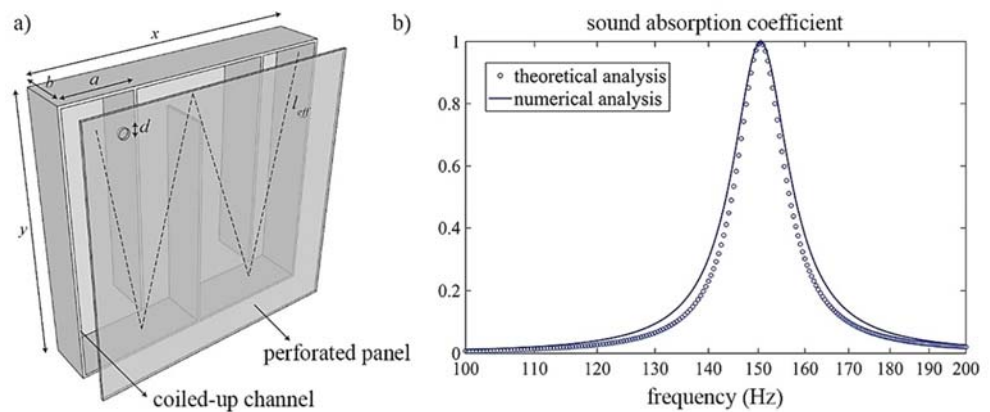 a)
x
b
a
d
l_eff
y
perforated panel
coiled-up channel
b)
sound absorption coefficient
theoretical analysis
numerical analysis
1
0.8
0.6
0.4
0.2
0
100 110 120 130 140 150 160 170 180 190 200
frequency (Hz)